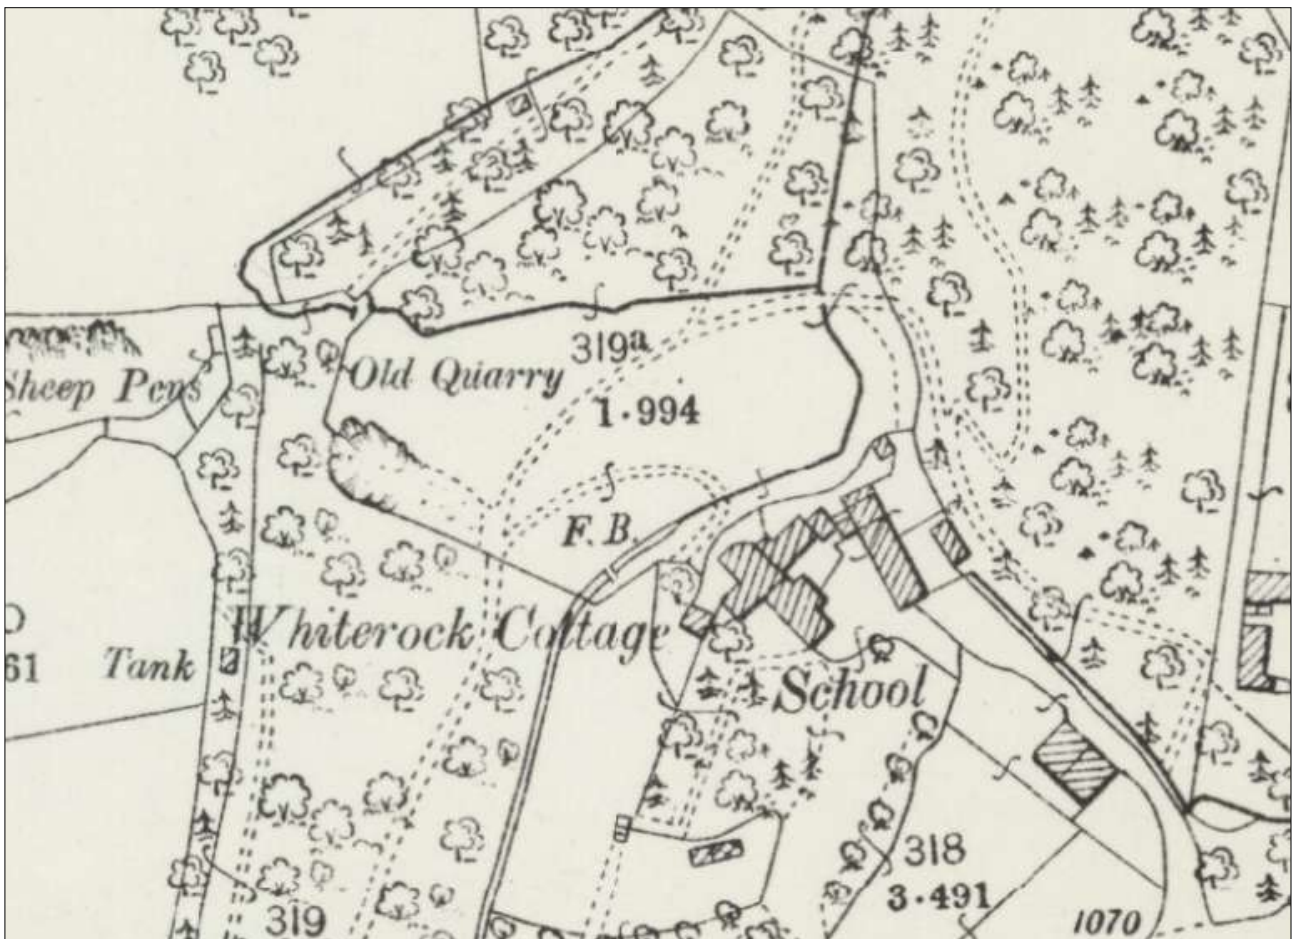 319a
Old Quarry
1·994
Sheep Pens
F. B.
Whiterock Cottage
61
Tank
School
318
3·491
319
1070